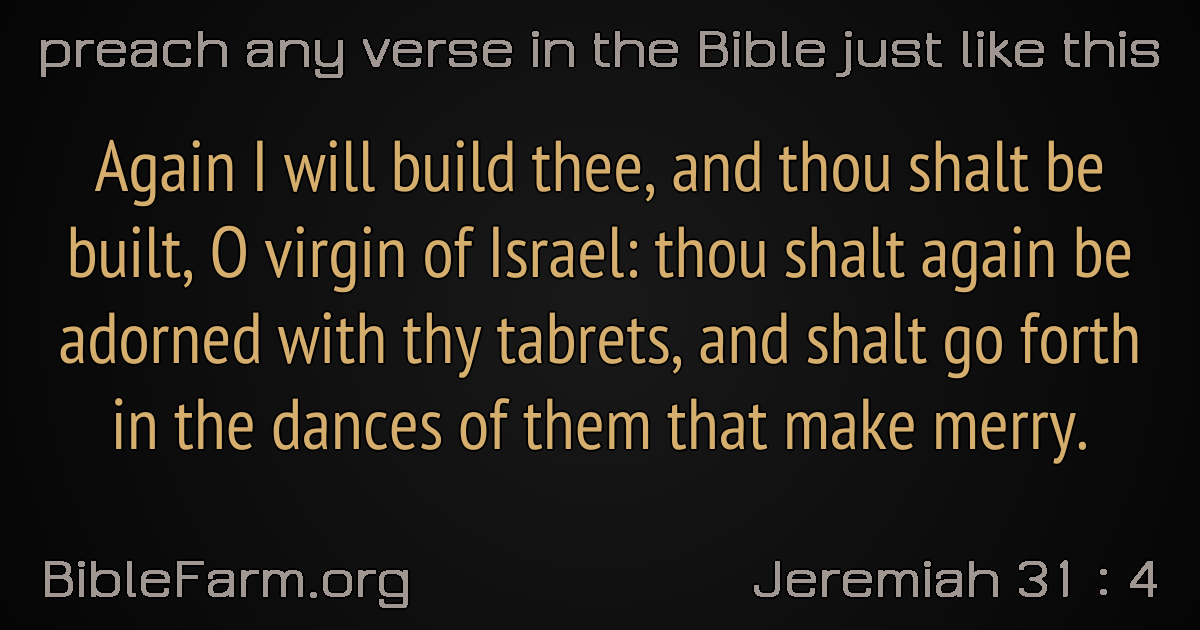 preach any verse in the Bible just like this
Again I will build thee, and thou shalt be
built, O virgin of Israel: thou shalt again be
adorned with thy tabrets, and shalt go forth
in the dances of them that make merry.
BibleFarm.org
Jeremiah 31 : 4